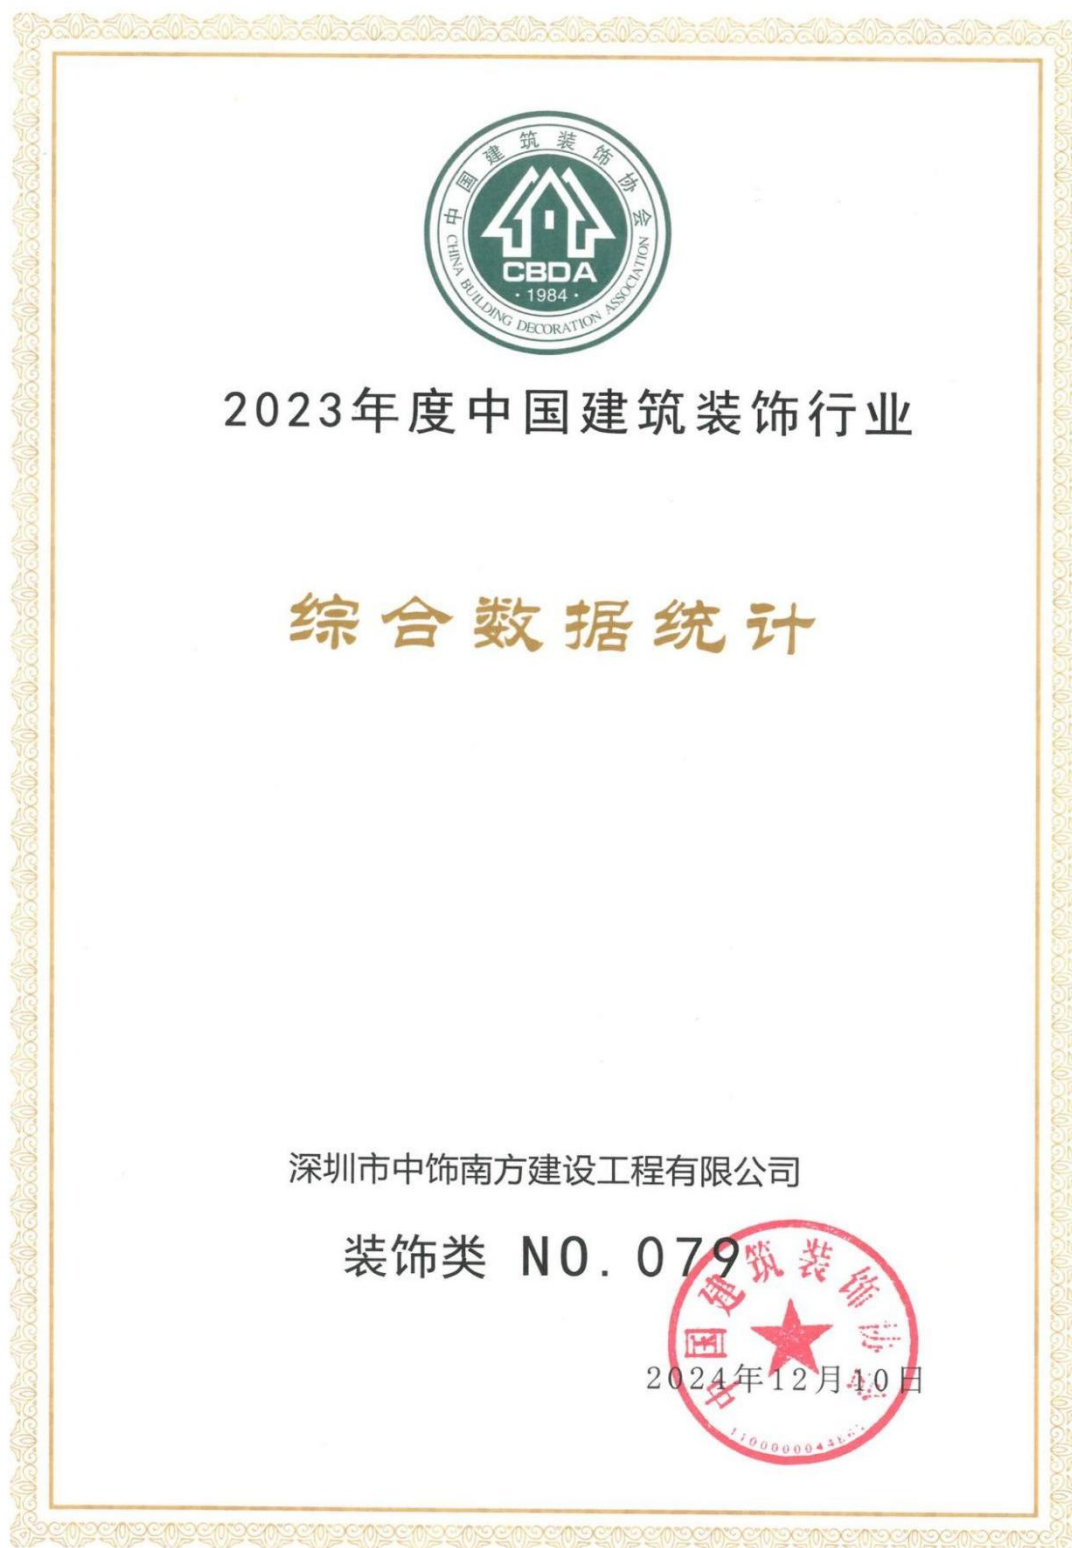 中国建筑装饰协会
CBDA
·1984·
CHINA BUILDING DECORATION ASSOCIATION
2023年度中国建筑装饰行业
综合数据统计
深圳市中饰南方建设工程有限公司
装饰类 NO.079
中国建筑装饰协会
2024年12月10日